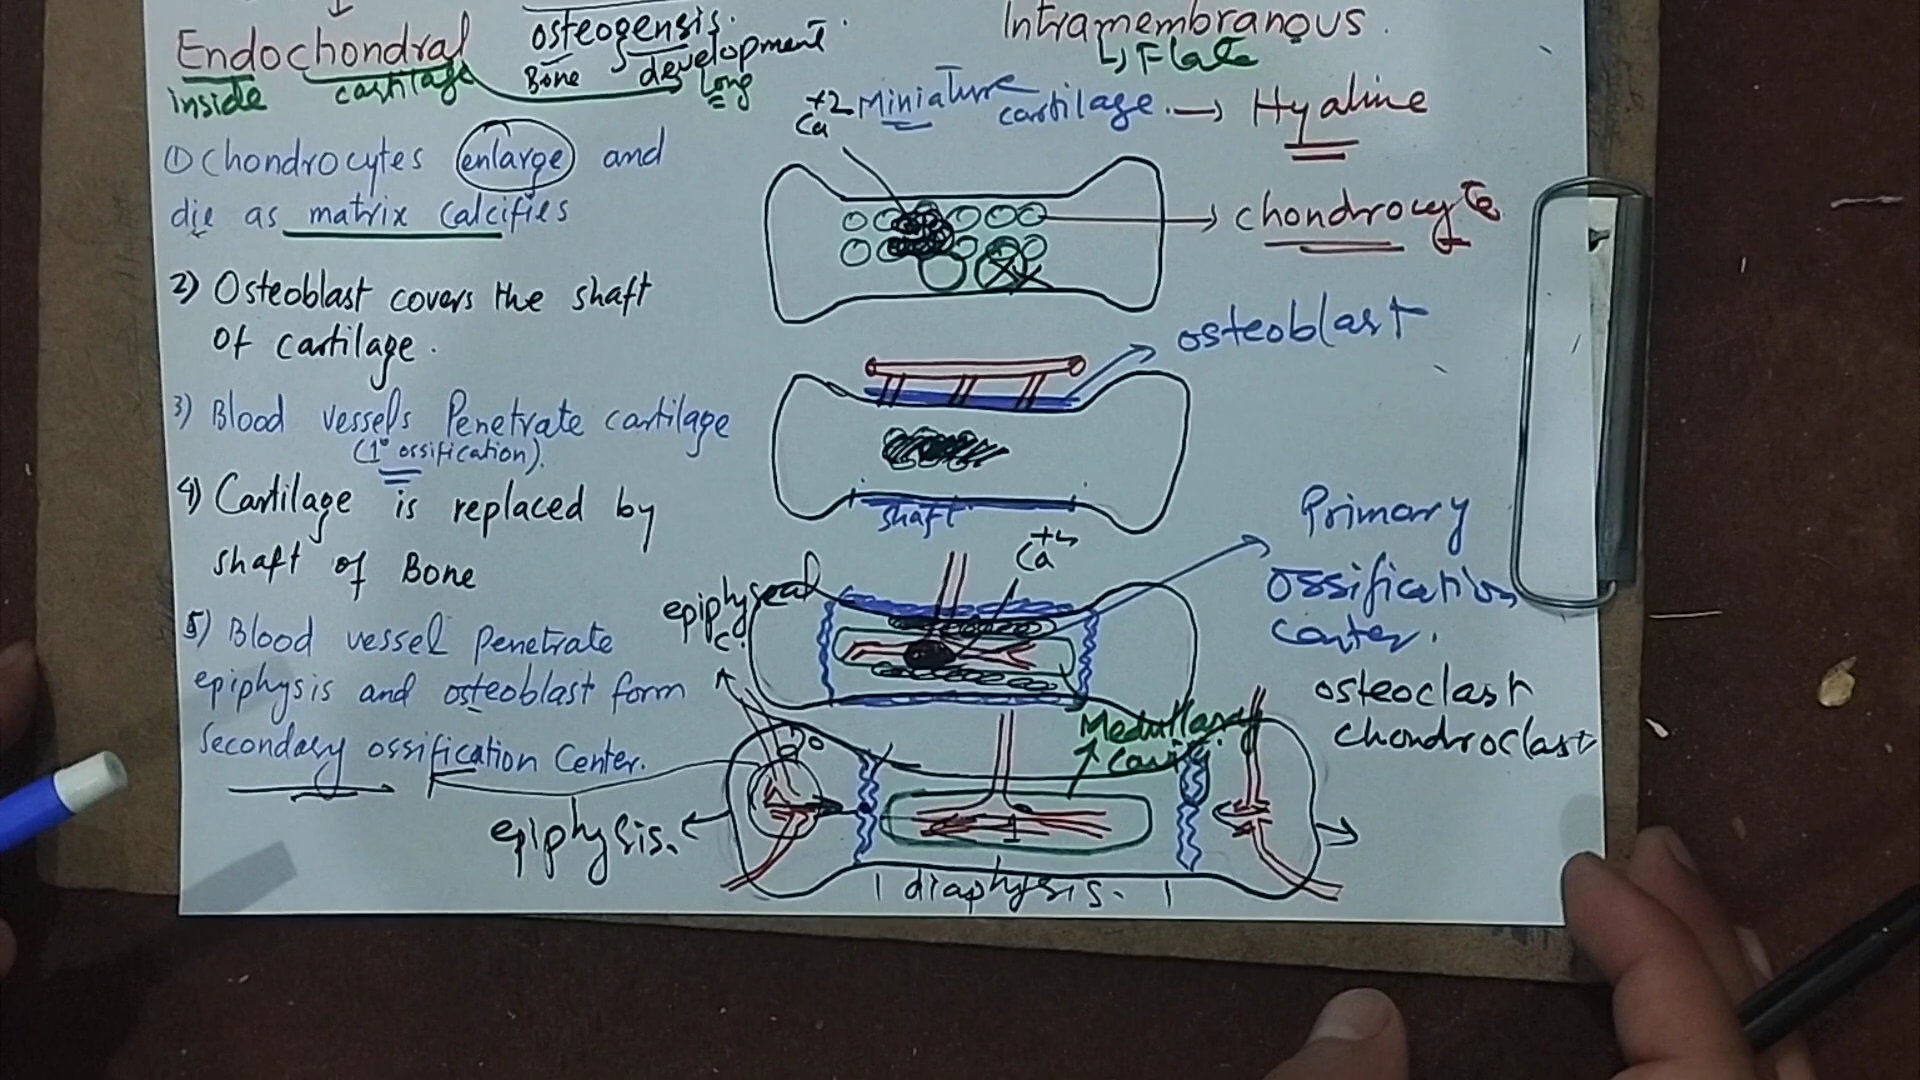 Endochondral
inside cartilage
osteogensis.
Bone development
long
Intramembranous.
↳ Flate
Ca+2
Miniature cartilage. → Hyaline
① Chondrocytes enlarge and
die as matrix calcifies
chondrocyte
2) Osteoblast covers the shaft
of cartilage.
osteoblast
3) Blood vessels Penetrate cartilage
(1° ossification).
shaft
4) Cartilage is replaced by
shaft of Bone
Ca
Primary
Ossification
Center.
epiphyseal
C.
5) Blood vessel penetrate
epiphysis and osteoblast form
Secondary ossification Center.
osteoclast
chondroclast
Medullary
Cavity.
2°
1
epiphysis.
diaphysis.